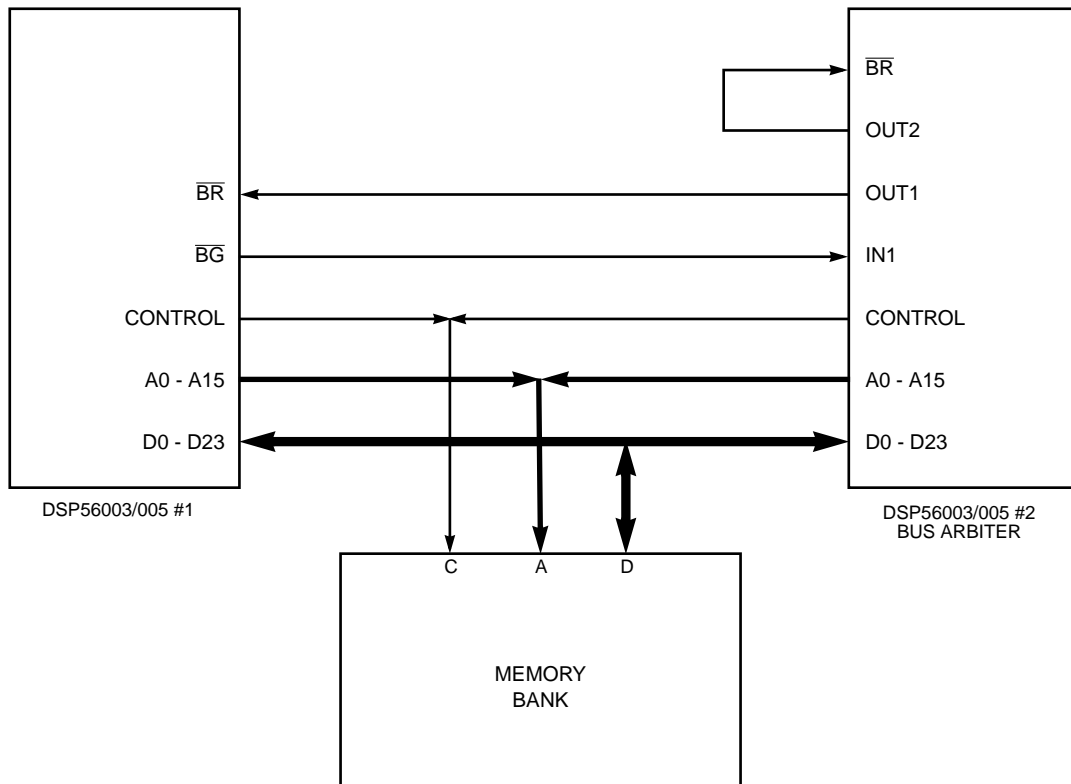 BR
OUT2
BR
OUT1
BG
IN1
CONTROL
CONTROL
A0 - A15
A0 - A15
D0 - D23
D0 - D23
DSP56003/005 #1
DSP56003/005 #2
BUS ARBITER
C
A
D
MEMORY
BANK